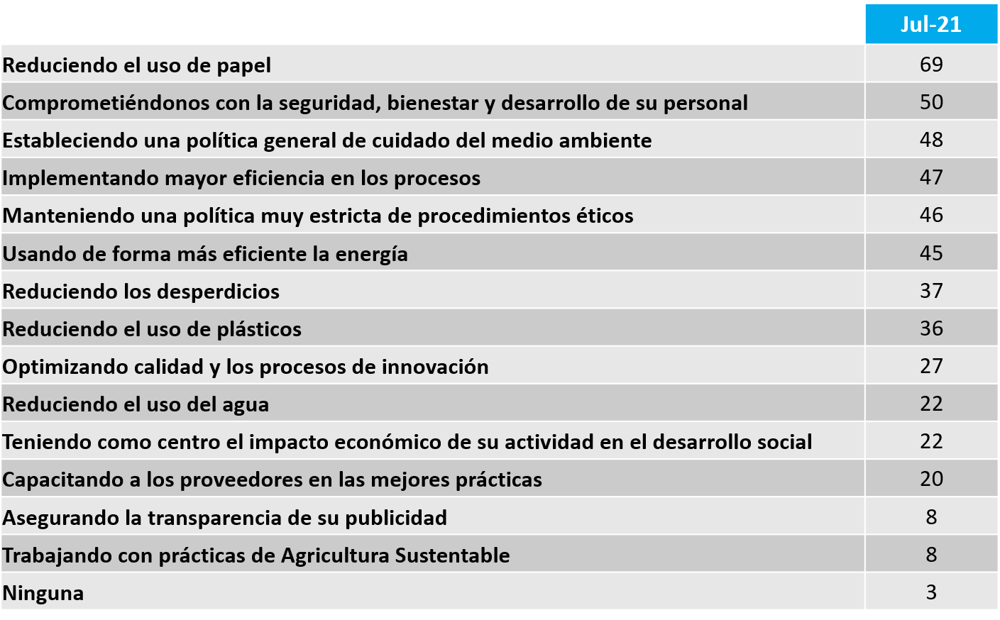 Jul-21
Reduciendo el uso de papel 69
Comprometiéndonos con la seguridad, bienestar y desarrollo de su personal 50
Estableciendo una política general de cuidado del medio ambiente 48
Implementando mayor eficiencia en los procesos 47
Manteniendo una política muy estricta de procedimientos éticos 46
Usando de forma más eficiente la energía 45
Reduciendo los desperdicios 37
Reduciendo el uso de plásticos 36
Optimizando calidad y los procesos de innovación 27
Reduciendo el uso del agua 22
Teniendo como centro el impacto económico de su actividad en el desarrollo social 22
Capacitando a los proveedores en las mejores prácticas 20
Asegurando la transparencia de su publicidad 8
Trabajando con prácticas de Agricultura Sustentable 8
Ninguna 3